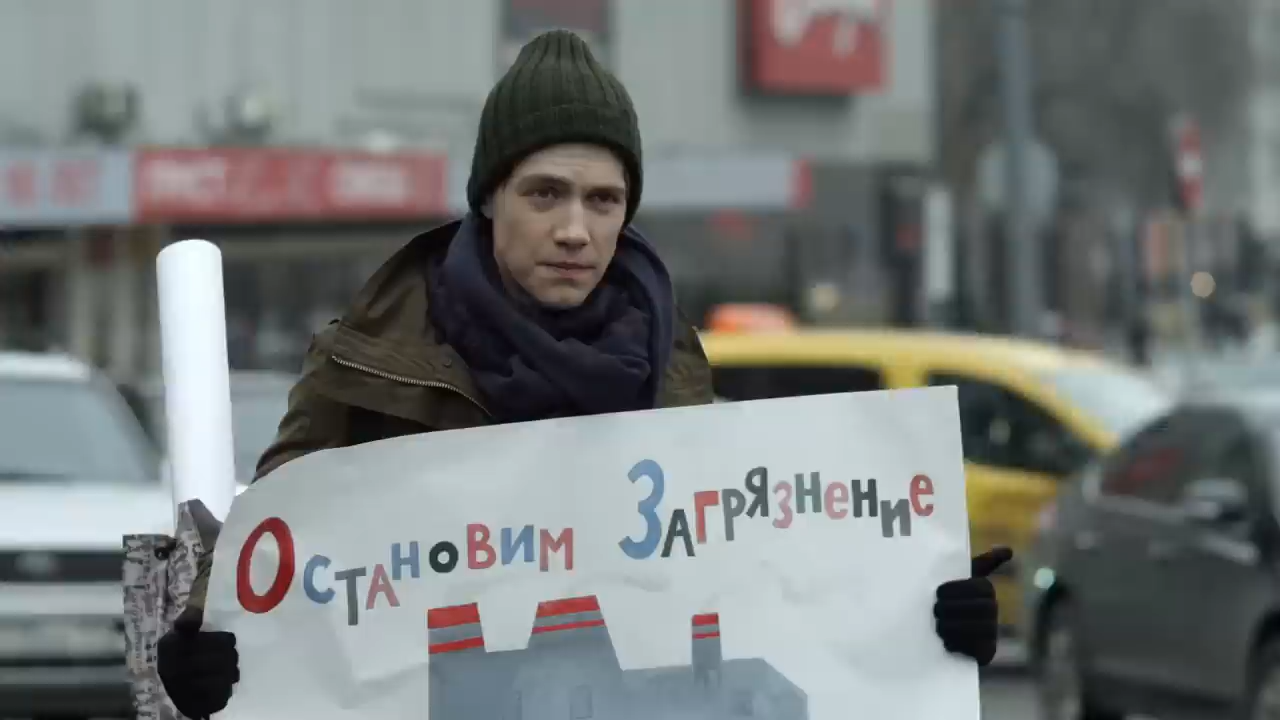 Остановим Загрязнение